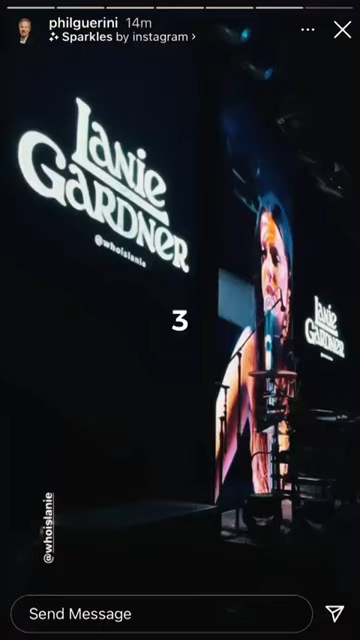 philguerini 14m
Sparkles by instagram >
Lanie
Gardner
@whoislanie
3
Lanie
Gardner
@whoislanie
Send Message